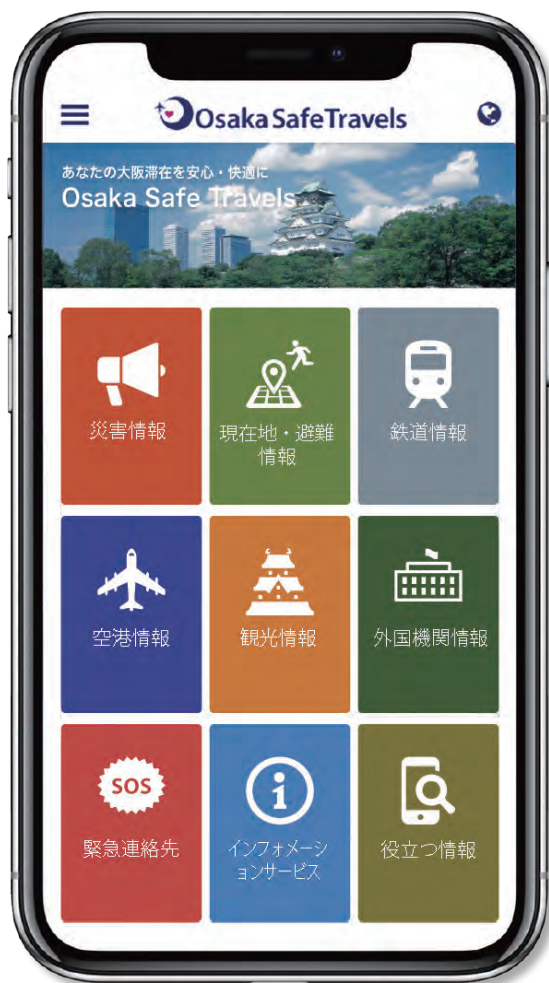 Osaka SafeTravels
あなたの大阪滞在を安心・快適に
Osaka Safe Travels
災害情報
現在地・避難
情報
鉄道情報
空港情報
観光情報
外国機関情報
SOS
緊急連絡先
i
インフォメーシ
ョンサービス
役立つ情報